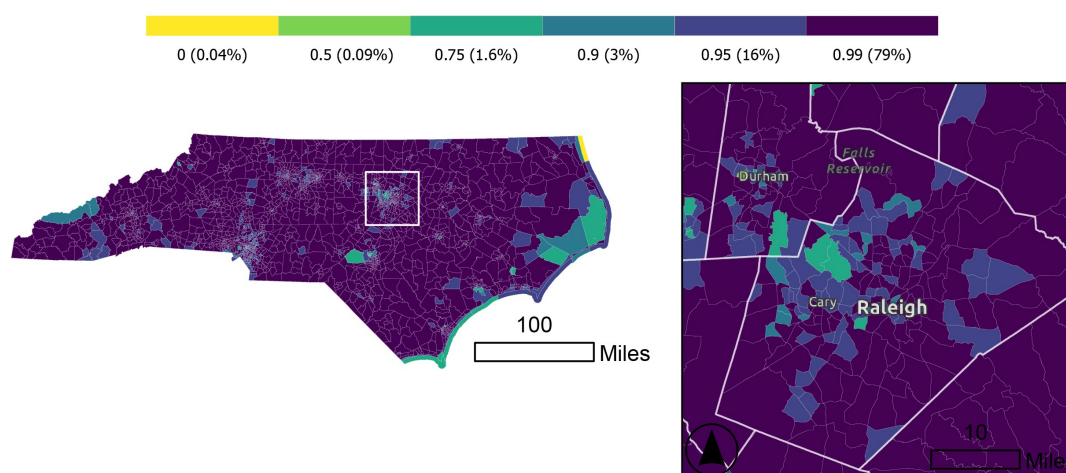 0 (0.04%) 0.5 (0.09%) 0.75 (1.6%) 0.9 (3%) 0.95 (16%) 0.99 (79%)
Falls
Reservoir
Durham
Cary
Raleigh
100
Miles
10
Miles